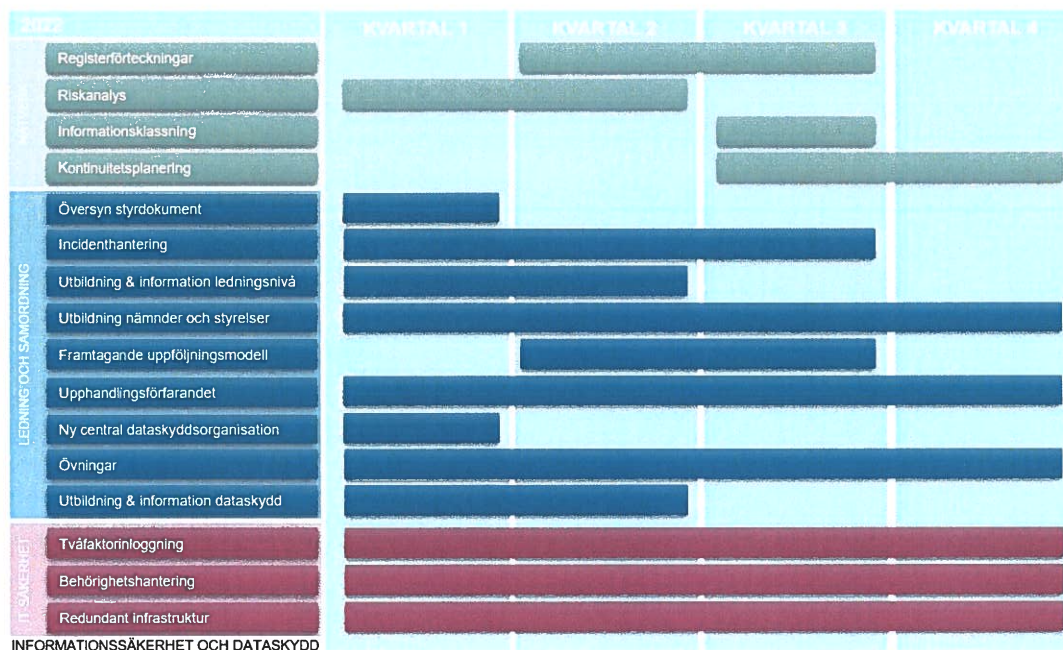 2022
KVARTAL 1
KVARTAL 2
KVARTAL 3
KVARTAL 4
Registerförteckningar
Riskanalys
Informationsklassning
Kontinuitetsplanering
LEDNING OCH SAMORDNING
Översyn styrdokument
Incidenthantering
Utbildning & information ledningsnivå
Utbildning nämnder och styrelser
Framtagande uppföljningsmodell
Upphandlingsförfarandet
Ny central dataskyddsorganisation
Övningar
Utbildning & information dataskydd
IT-SÄKERHET
Tvåfaktorinloggning
Behörighetshantering
Redundant infrastruktur
INFORMATIONSSÄKERHET OCH DATASKYDD